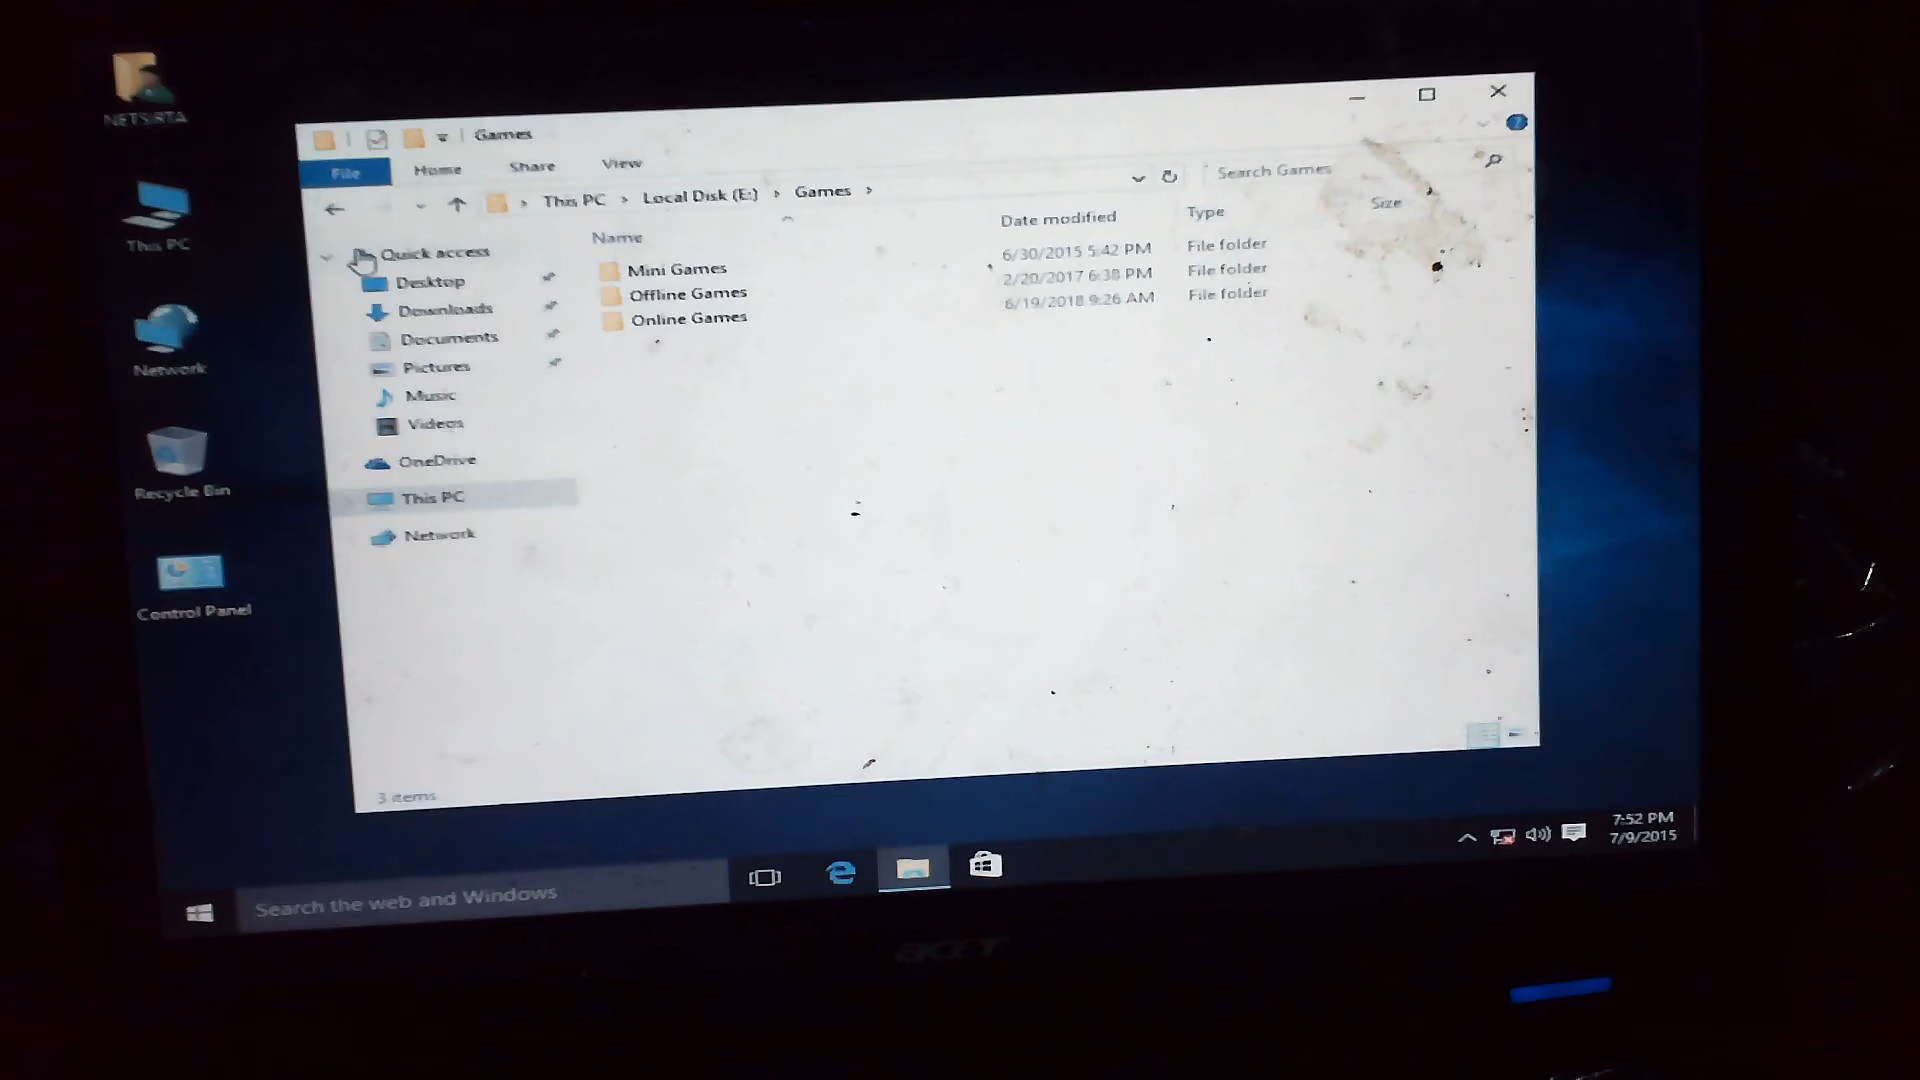 NETSIRTA
This PC
Network
Recycle Bin
Control Panel
Games
File
Home
Share
View
This PC
Local Disk (E:)
Games
Search Games
Name
Date modified
Type
Size
Mini Games
6/30/2015 5:42 PM
File folder
Offline Games
2/20/2017 6:38 PM
File folder
Online Games
6/19/2018 9:26 AM
File folder
Quick access
Desktop
Downloads
Documents
Pictures
Music
Videos
OneDrive
This PC
Network
3 items
Search the web and Windows
7:52 PM
7/9/2015
acer